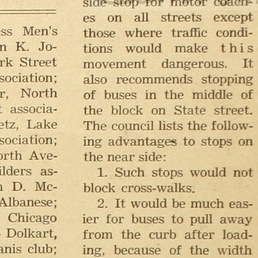 ess Men's
n K. Jo-
rk Street
sociation;
r, North
t associa-
etz, Lake
sociation;
orth Ave-
ilders as-
n D. Mc-
Albanese;
Chicago
Dolkart,
anis club;
side stop for motor coach-
es on all streets except
those where traffic condi-
tions would make this
movement dangerous. It
also recommends stopping
of buses in the middle of
the block on State street.
The council lists the follow-
ing advantages to stops on
the near side:
1. Such stops would not
block cross-walks.
2. It would be much eas-
ier for buses to pull away
from the curb after load-
ing, because of the width